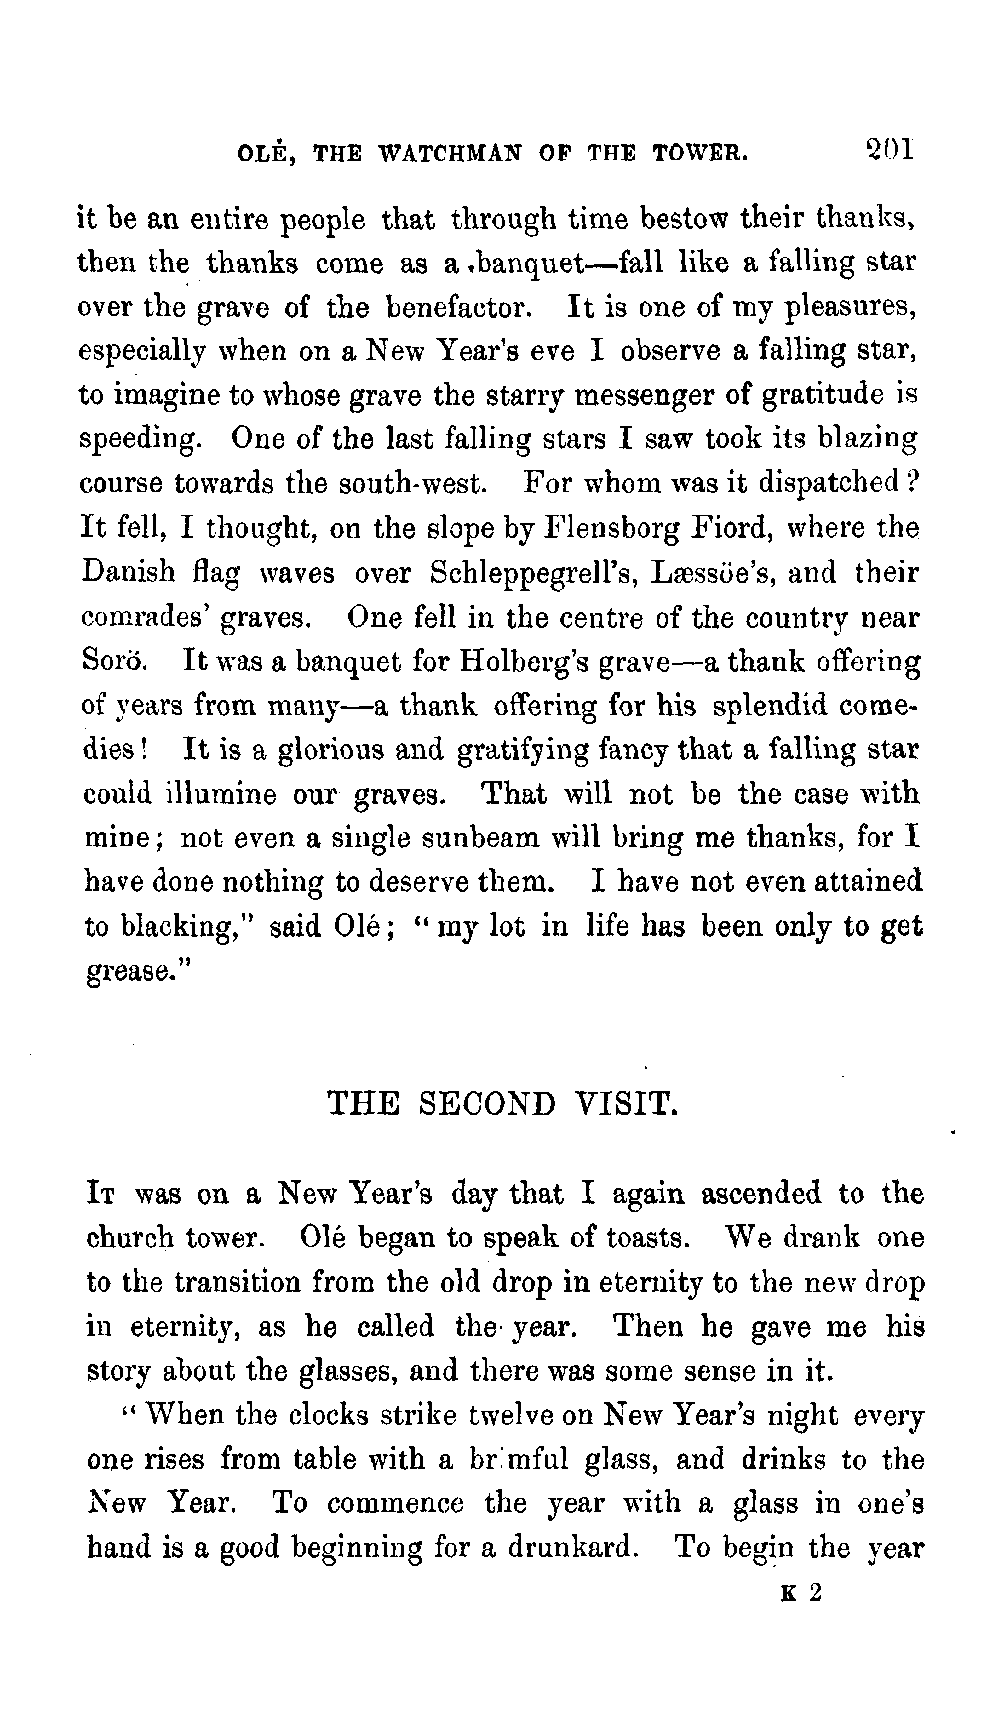 OLÉ, THE WATCHMAN OF THE TOWER. 201
it be an entire people that through time bestow their thanks,
then the thanks come as a banquet—fall like a falling star
over the grave of the benefactor. It is one of my pleasures,
especially when on a New Year's eve I observe a falling star,
to imagine to whose grave the starry messenger of gratitude is
speeding. One of the last falling stars I saw took its blazing
course towards the south-west. For whom was it dispatched?
It fell, I thought, on the slope by Flensborg Fiord, where the
Danish flag waves over Schleppegrell's, Læssöe's, and their
comrades' graves. One fell in the centre of the country near
Sorö. It was a banquet for Holberg's grave—a thank offering
of years from many—a thank offering for his splendid come-
dies! It is a glorious and gratifying fancy that a falling star
could illumine our graves. That will not be the case with
mine; not even a single sunbeam will bring me thanks, for I
have done nothing to deserve them. I have not even attained
to blacking," said Olé; "my lot in life has been only to get
grease."
THE SECOND VISIT.
IT was on a New Year's day that I again ascended to the
church tower. Olé began to speak of toasts. We drank one
to the transition from the old drop in eternity to the new drop
in eternity, as he called the year. Then he gave me his
story about the glasses, and there was some sense in it.
"When the clocks strike twelve on New Year's night every
one rises from table with a brimful glass, and drinks to the
New Year. To commence the year with a glass in one's
hand is a good beginning for a drunkard. To begin the year
K 2